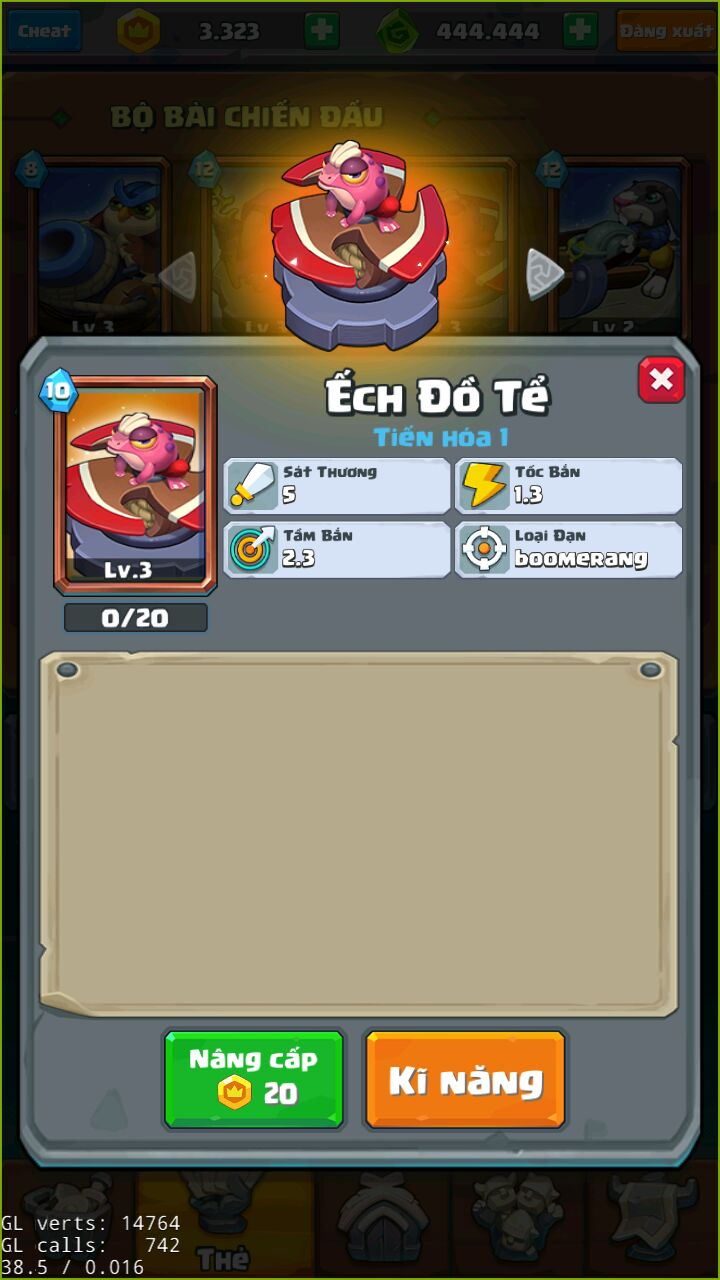 Cheat
3.323
444.444
Đăng xuất
BỘ BÀI CHIẾN ĐẤU
8
12
12
Lv 3
Lv 3
3
Lv 2
10
Lv.3
0/20
Ếch Đồ Tể
Tiến Hóa 1
Sát Thương
5
Tốc Bắn
1.3
Tầm Bắn
2.3
Loại Đạn
boomerang
Nâng cấp
20
Kĩ năng
Thẻ
GL verts: 14764
GL calls: 742
38.5 / 0.016